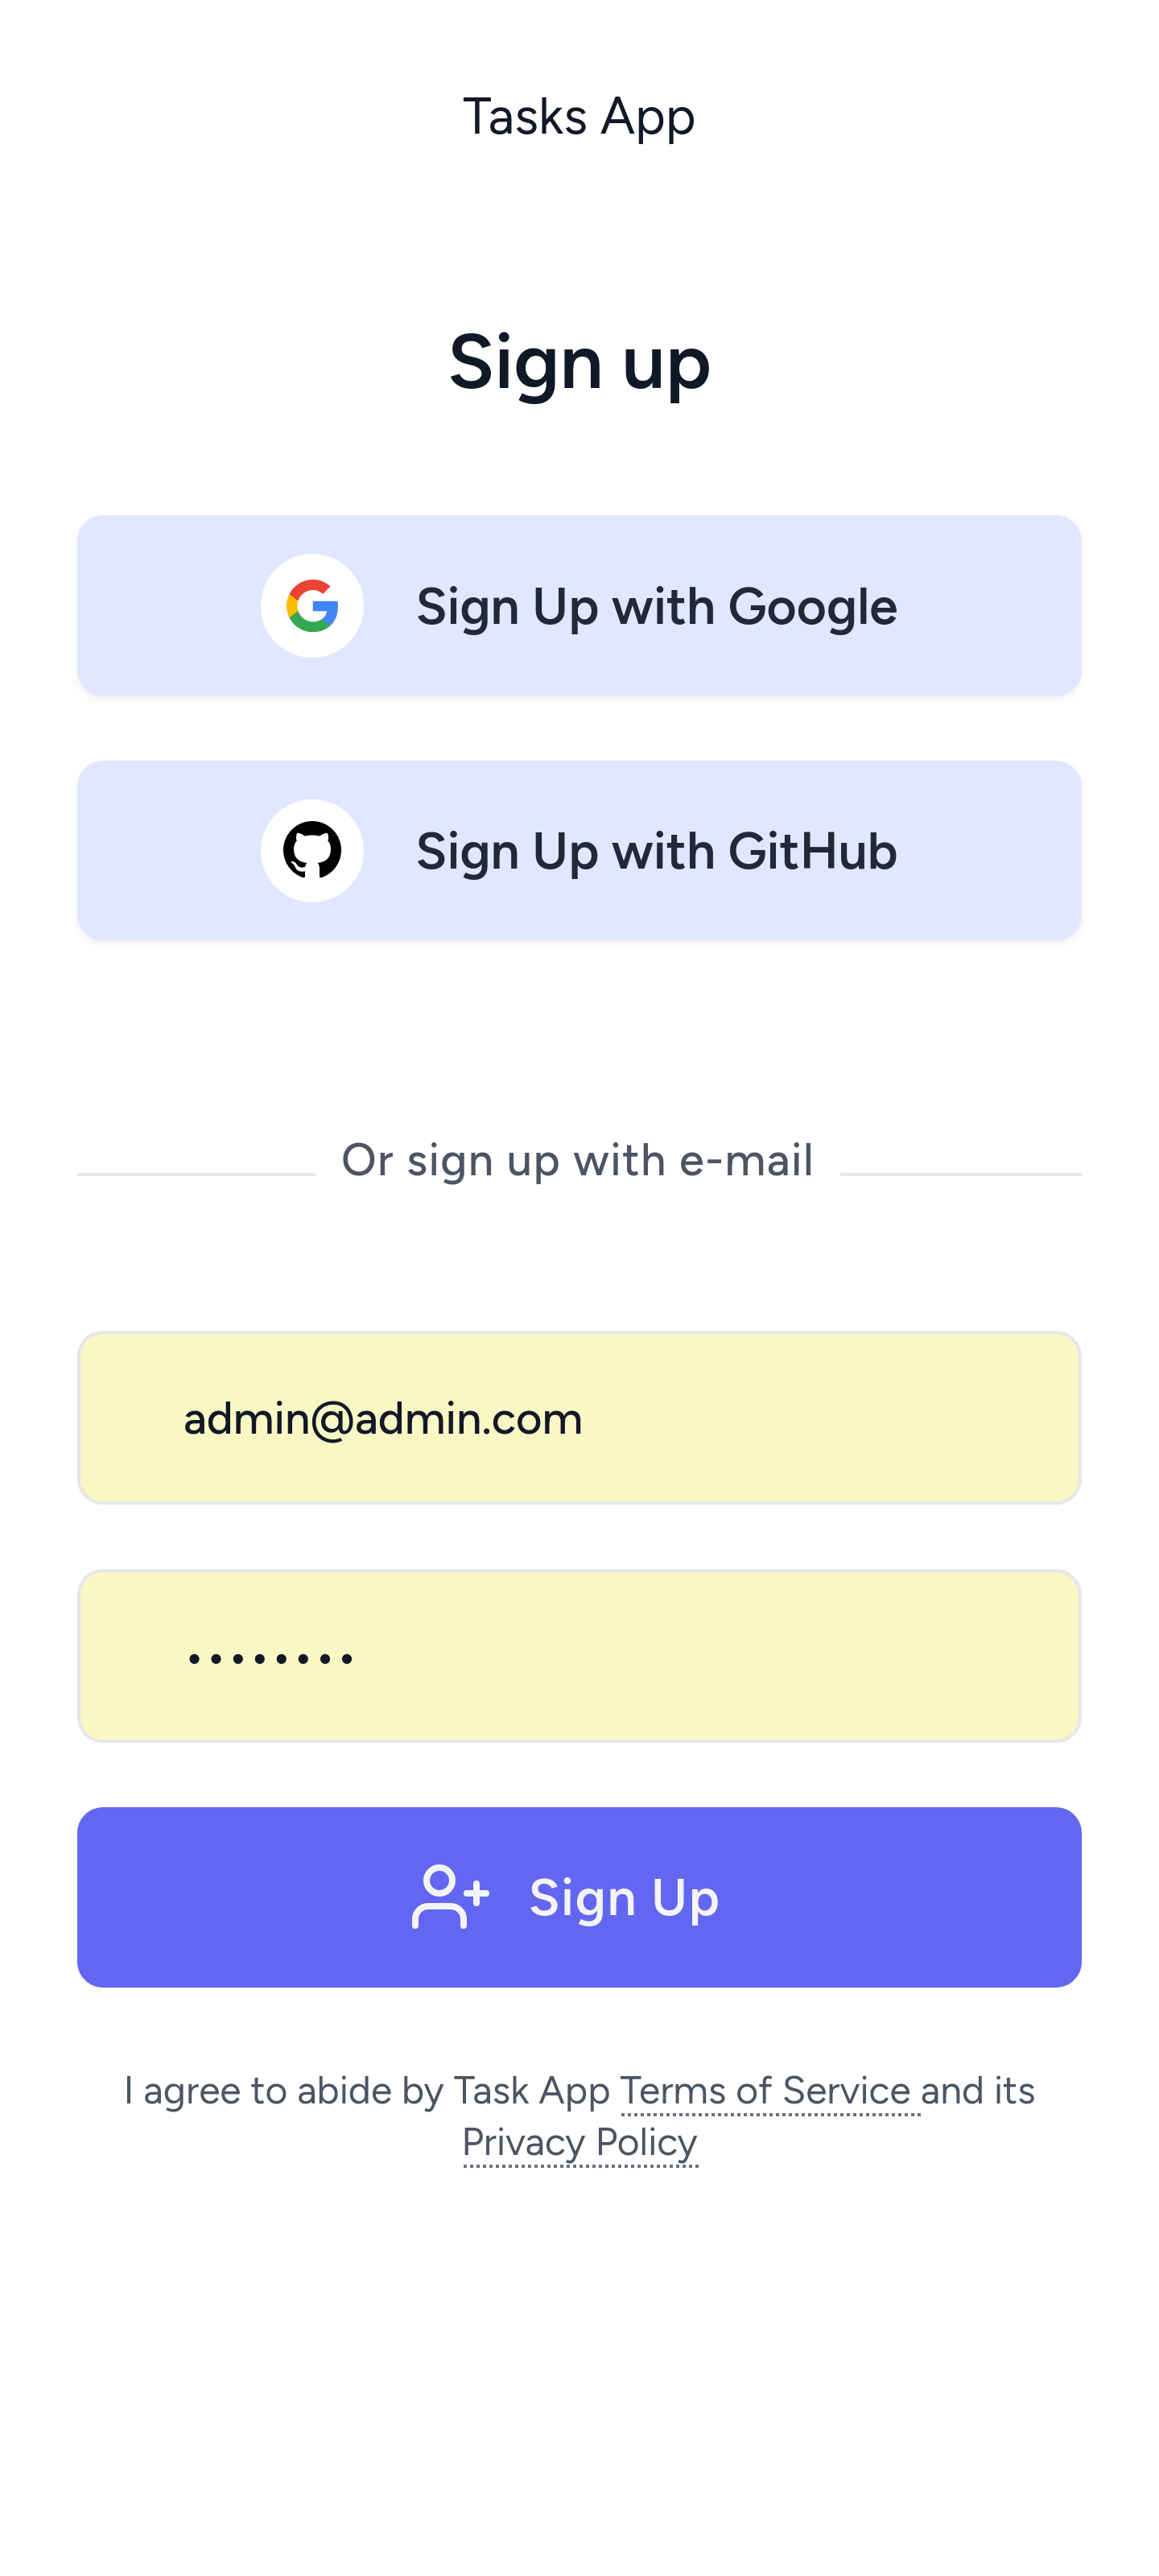 Tasks App
Sign up
Sign Up with Google
Sign Up with GitHub
Or sign up with e-mail
admin@admin.com
••••••••
Sign Up
I agree to abide by Task App Terms of Service and its
Privacy Policy